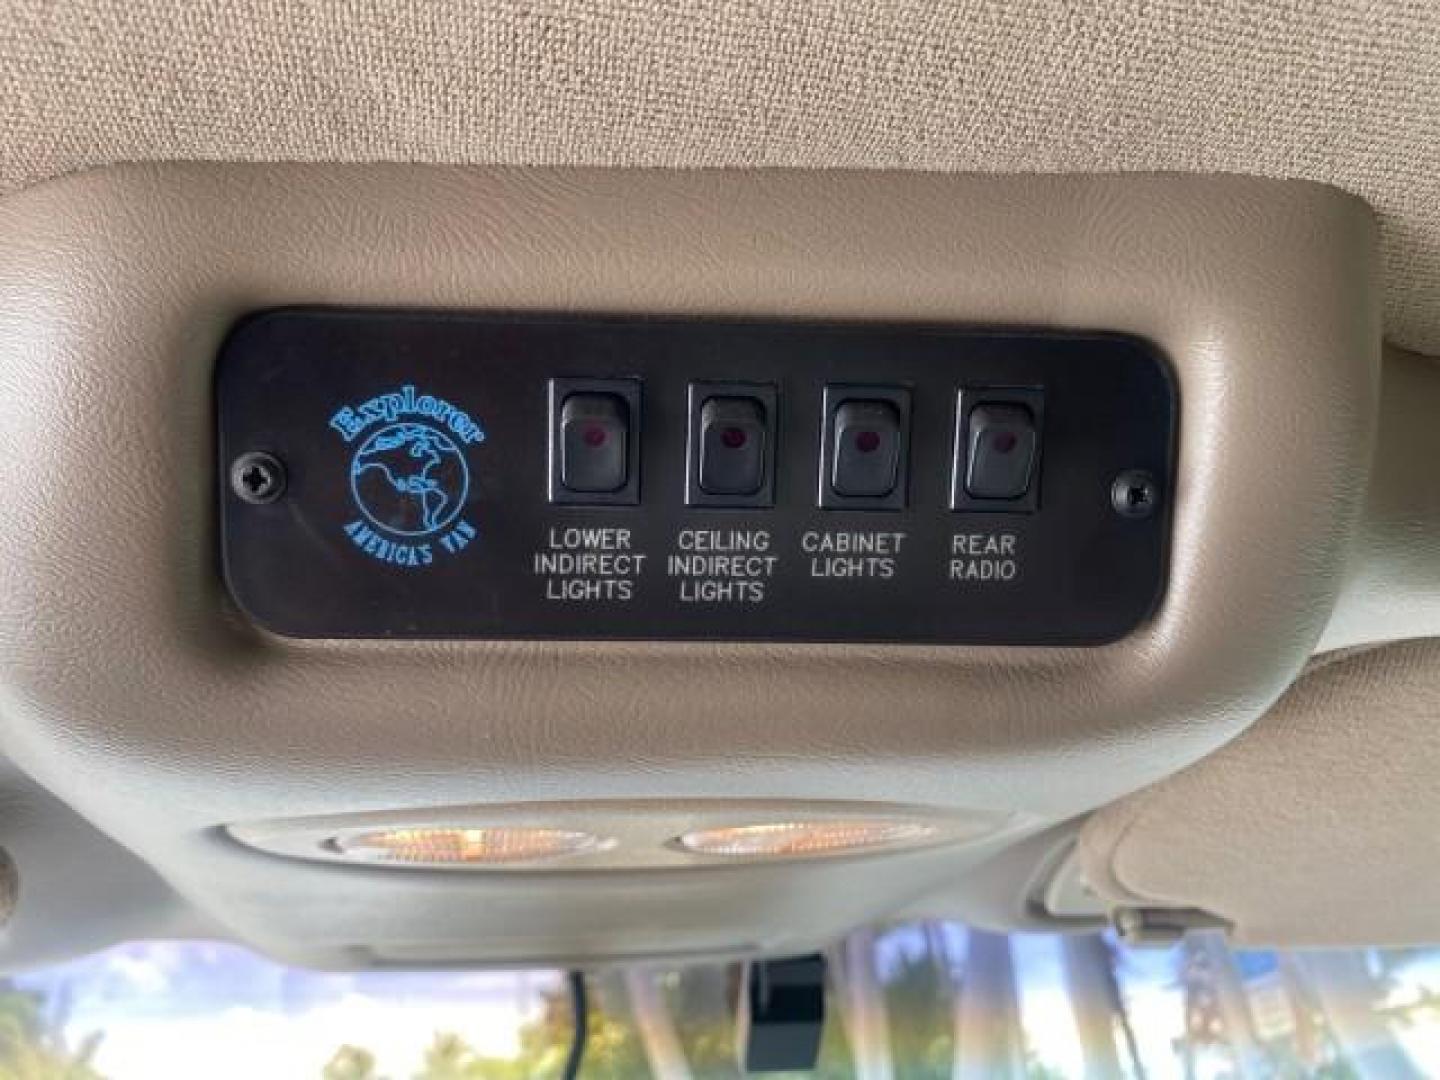 Explorer
AMERICA'S VAN
LOWER
INDIRECT
LIGHTS
CEILING
INDIRECT
LIGHTS
CABINET
LIGHTS
REAR
RADIO